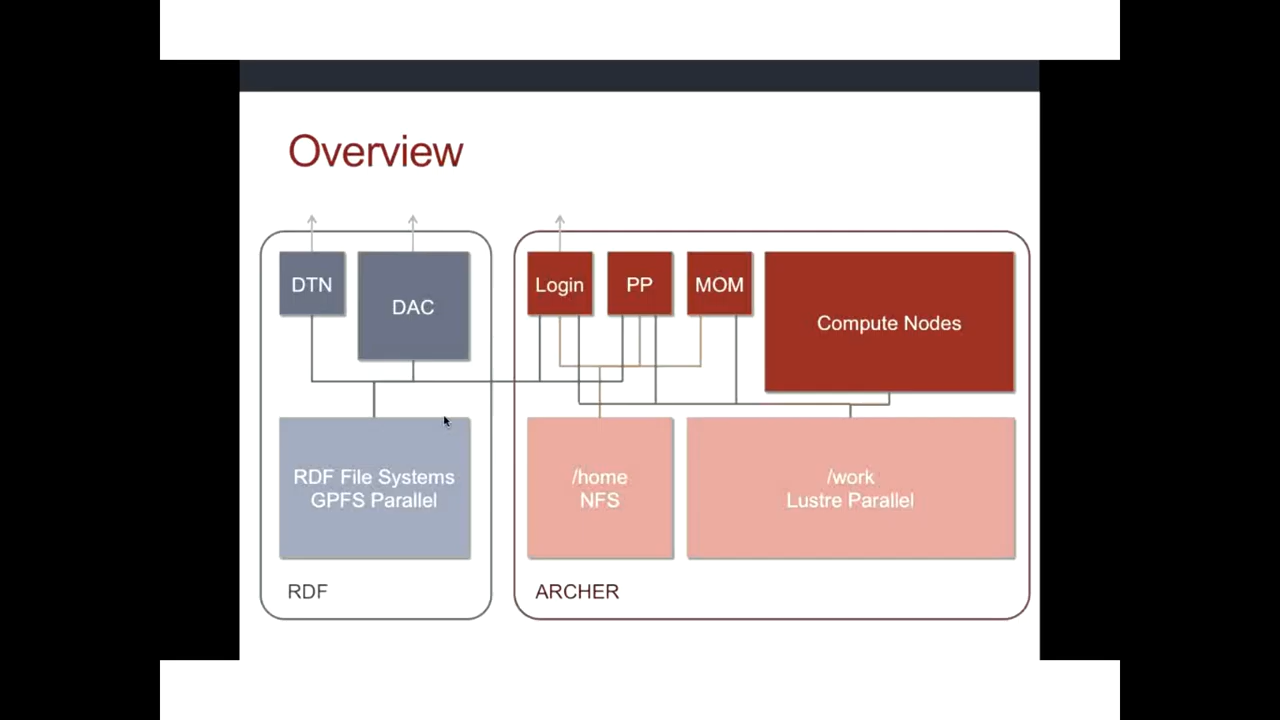 Overview
DTN
DAC
Login
PP
MOM
Compute Nodes
RDF File Systems
GPFS Parallel
/home
NFS
/work
Lustre Parallel
RDF
ARCHER